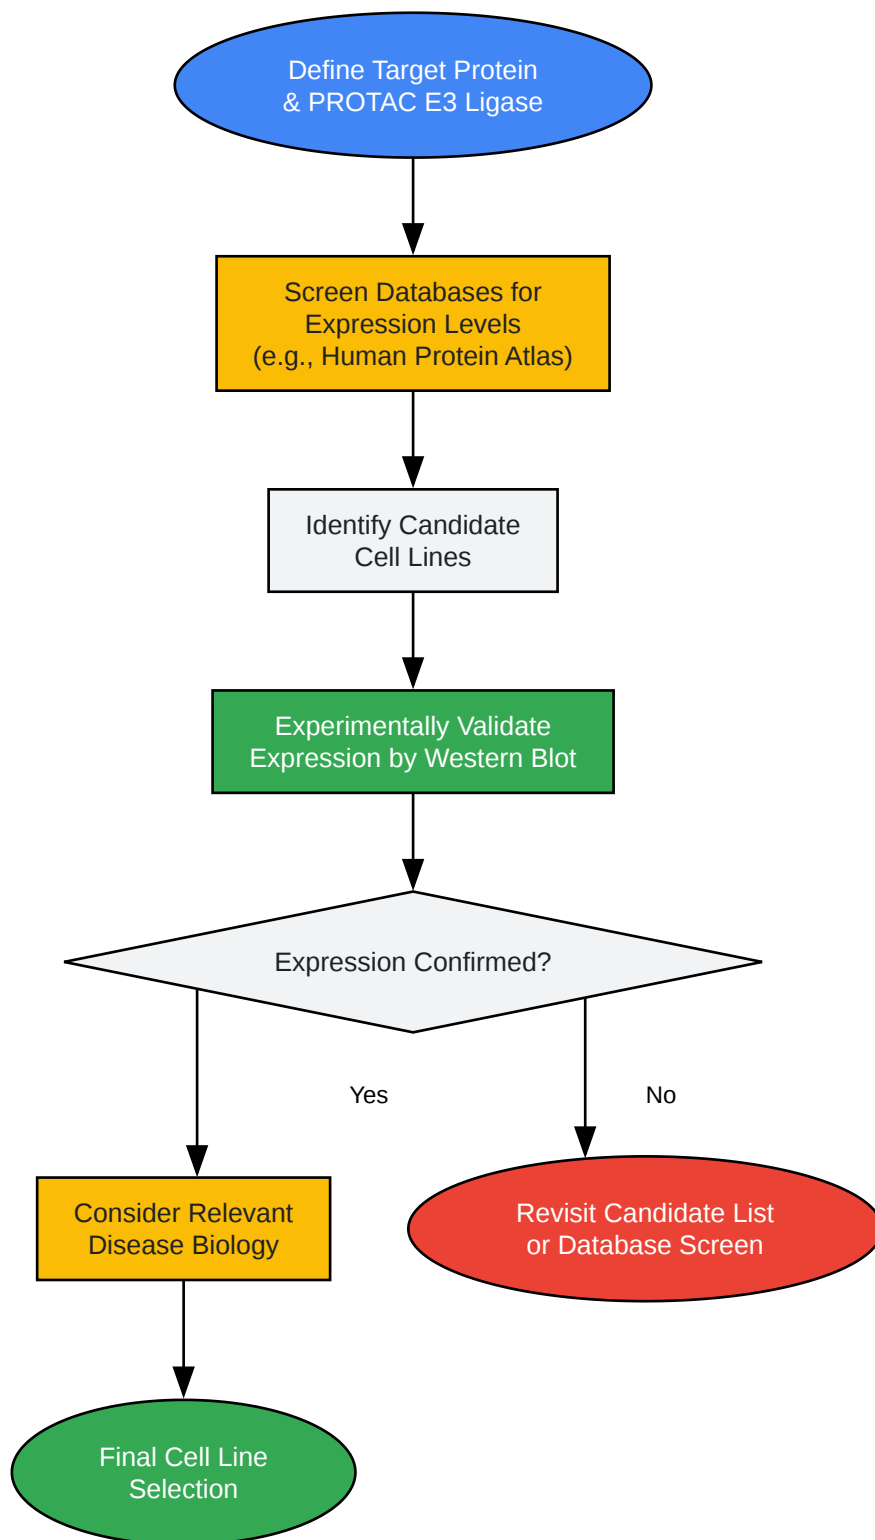 Define Target Protein
& PROTAC E3 Ligase
Screen Databases for
Expression Levels
(e.g., Human Protein Atlas)
Identify Candidate
Cell Lines
Experimentally Validate
Expression by Western Blot
Expression Confirmed?
Yes
No
Consider Relevant
Disease Biology
Revisit Candidate List
or Database Screen
Final Cell Line
Selection